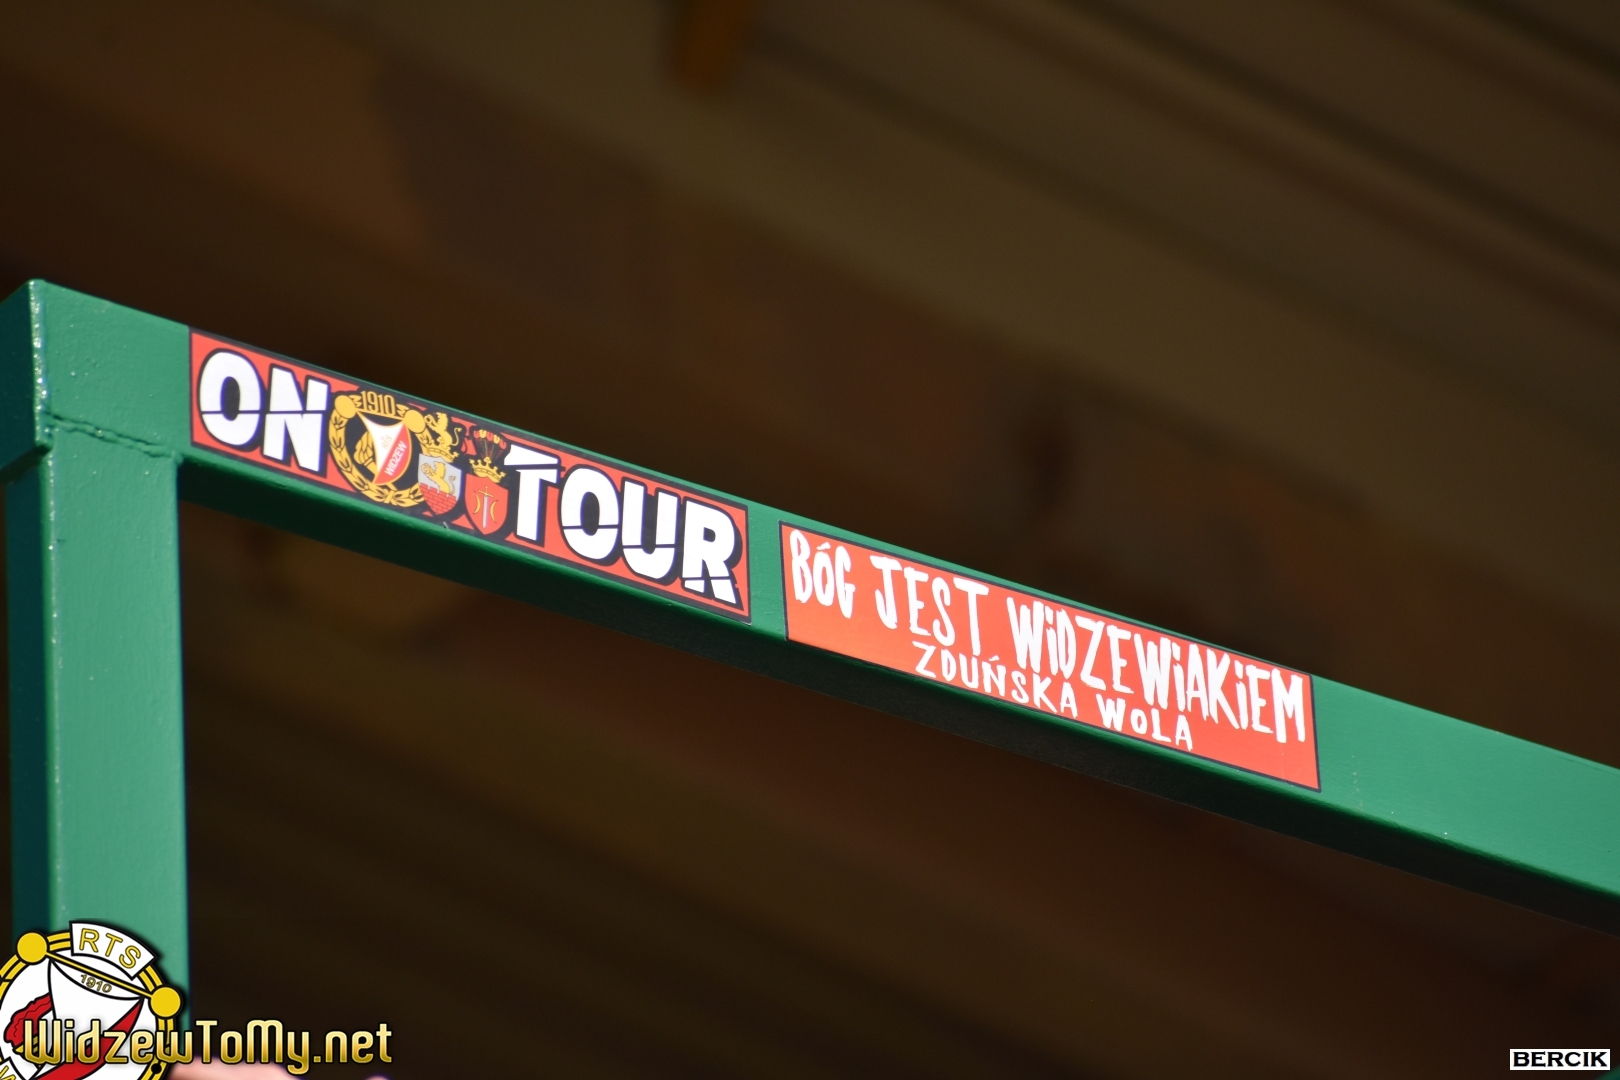 ON
1910
WIDZEW
TOUR
BÓG JEST WiDZEWiAKiEM
ZDUŃSKA WOLA
RTS
1910
WidzewToMy.net
BERCIK